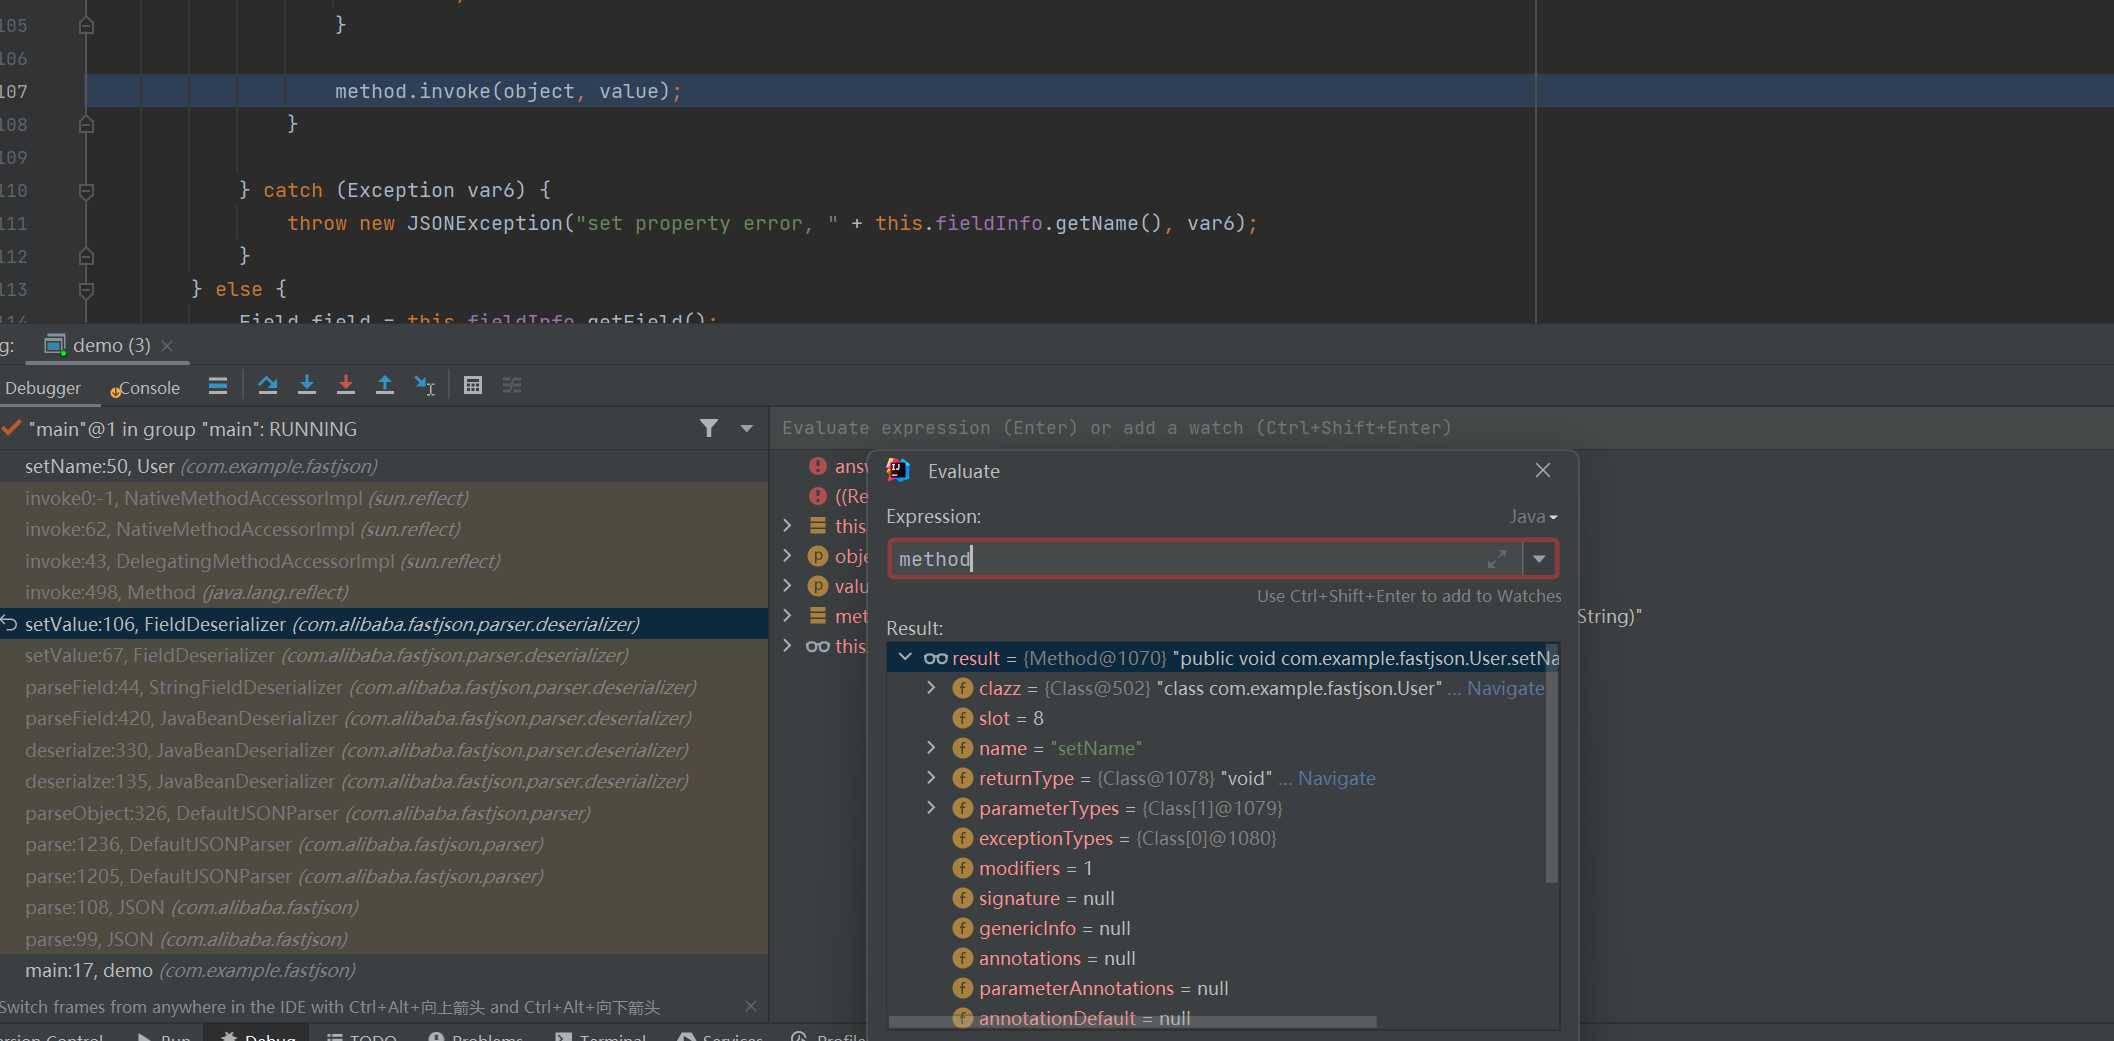 105 }
106
107 method.invoke(object, value);
108 }
109
110 } catch (Exception var6) {
111 throw new JSONException("set property error, " + this.fieldInfo.getName(), var6);
112 }
113 } else {
114 Field field = this.fieldInfo.getField();
g: demo (3)
Debugger Console
"main"@1 in group "main": RUNNING
Evaluate expression (Enter) or add a watch (Ctrl+Shift+Enter)
setName:50, User (com.example.fastjson)
invoke0:-1, NativeMethodAccessorImpl (sun.reflect)
invoke:62, NativeMethodAccessorImpl (sun.reflect)
invoke:43, DelegatingMethodAccessorImpl (sun.reflect)
invoke:498, Method (java.lang.reflect)
setValue:106, FieldDeserializer (com.alibaba.fastjson.parser.deserializer)
setValue:67, FieldDeserializer (com.alibaba.fastjson.parser.deserializer)
parseField:44, StringFieldDeserializer (com.alibaba.fastjson.parser.deserializer)
parseField:420, JavaBeanDeserializer (com.alibaba.fastjson.parser.deserializer)
deserialze:330, JavaBeanDeserializer (com.alibaba.fastjson.parser.deserializer)
deserialze:135, JavaBeanDeserializer (com.alibaba.fastjson.parser.deserializer)
parseObject:326, DefaultJSONParser (com.alibaba.fastjson.parser)
parse:1236, DefaultJSONParser (com.alibaba.fastjson.parser)
parse:1205, DefaultJSONParser (com.alibaba.fastjson.parser)
parse:108, JSON (com.alibaba.fastjson)
parse:99, JSON (com.alibaba.fastjson)
main:17, demo (com.example.fastjson)
Switch frames from anywhere in the IDE with Ctrl+Alt+向上箭头 and Ctrl+Alt+向下箭头
ans
((Re
this
obje
valu
met String)"
this
Evaluate
Expression: Java
method
Use Ctrl+Shift+Enter to add to Watches
Result:
result = {Method@1070} "public void com.example.fastjson.User.setNa
clazz = {Class@502} "class com.example.fastjson.User" ... Navigate
slot = 8
name = "setName"
returnType = {Class@1078} "void" ... Navigate
parameterTypes = {Class[1]@1079}
exceptionTypes = {Class[0]@1080}
modifiers = 1
signature = null
genericInfo = null
annotations = null
parameterAnnotations = null
annotationDefault = null
ersion Control Run Debug TODO Problems Terminal Services Profile